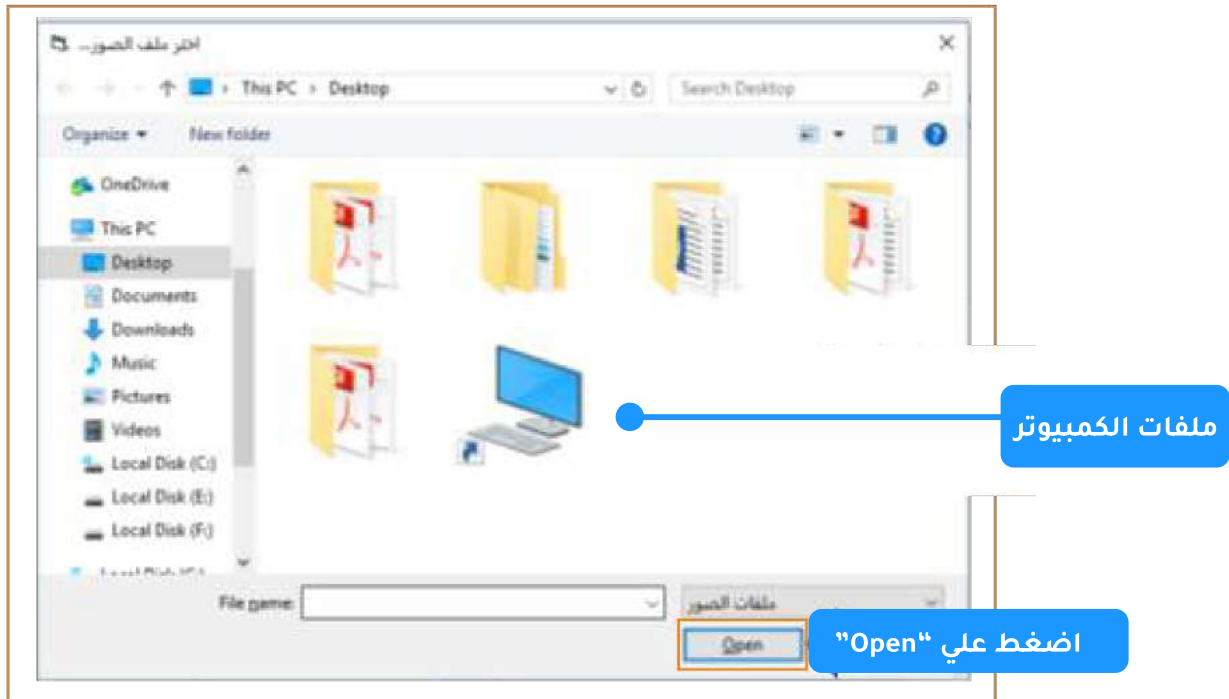 اختر ملف الصور...
This PC > Desktop
Search Desktop
Organize
New folder
OneDrive
This PC
Desktop
Documents
Downloads
Music
Pictures
Videos
Local Disk (C:)
Local Disk (E:)
Local Disk (F:)
ملفات الكمبيوتر
File name:
ملفات الصور
Open
اضغط علي “Open”